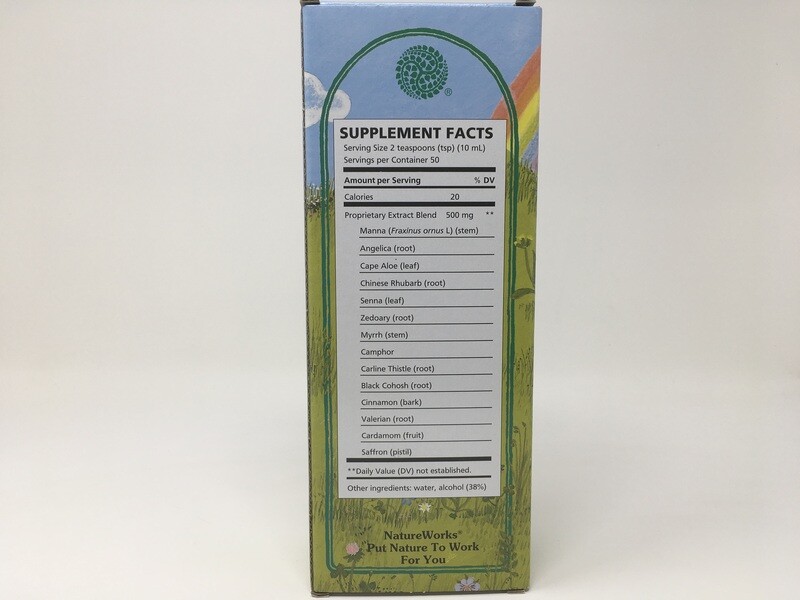 ®
SUPPLEMENT FACTS
Serving Size 2 teaspoons (tsp) (10 mL)
Servings per Container 50
Amount per Serving % DV
Calories 20
Proprietary Extract Blend 500 mg **
Manna (Fraxinus ornus L) (stem)
Angelica (root)
Cape Aloe (leaf)
Chinese Rhubarb (root)
Senna (leaf)
Zedoary (root)
Myrrh (stem)
Camphor
Carline Thistle (root)
Black Cohosh (root)
Cinnamon (bark)
Valerian (root)
Cardamom (fruit)
Saffron (pistil)
**Daily Value (DV) not established.
Other ingredients: water, alcohol (38%)
NatureWorks®
Put Nature To Work
For You